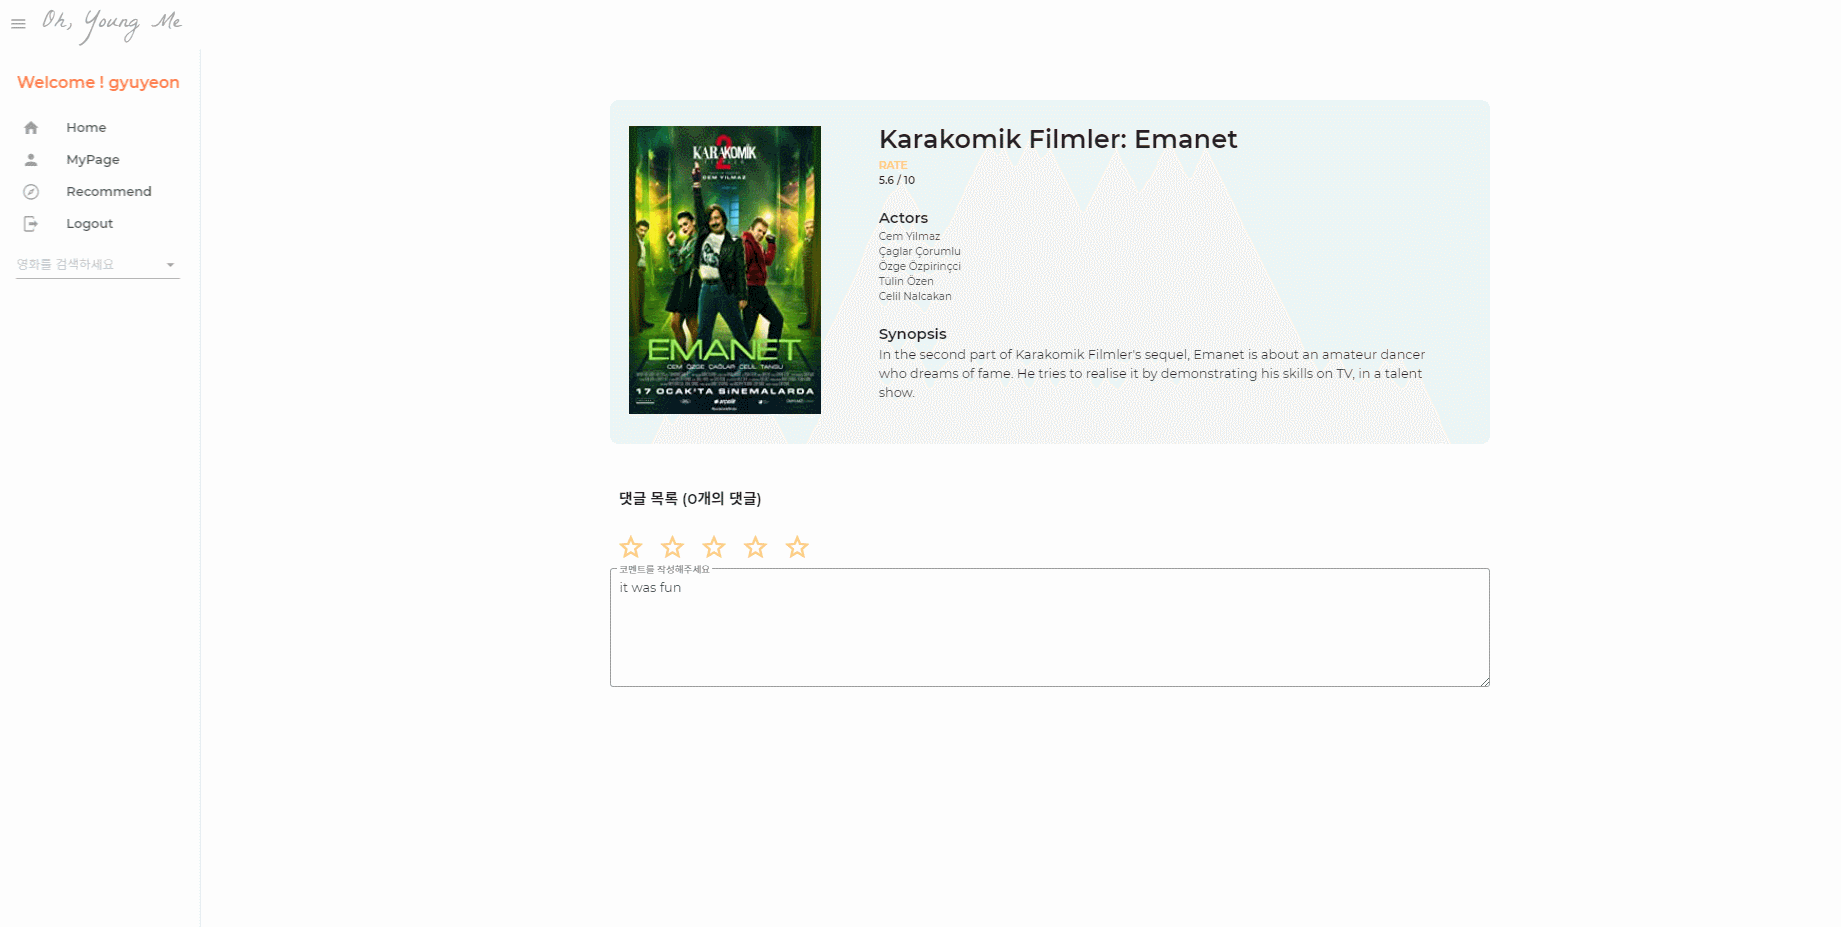 Oh, Young Me
Welcome ! gyuyeon
Home
MyPage
Recommend
Logout
영화를 검색하세요
KARAKOMİK
2
FİLMLER
CEM YILMAZ
EMANET
CEM ÖZGE ÇAĞLAR CELİL TANSU
17 OCAK'TA SİNEMALARDA
Karakomik Filmler: Emanet
RATE
5.6 / 10
Actors
Cem Yilmaz
Çaglar Çorumlu
Özge Özpirinçci
Tülin Özen
Celil Nalcakan
Synopsis
In the second part of Karakomik Filmler's sequel, Emanet is about an amateur dancer
who dreams of fame. He tries to realise it by demonstrating his skills on TV, in a talent
show.
댓글 목록 (0개의 댓글)
코멘트를 작성해주세요
it was fun